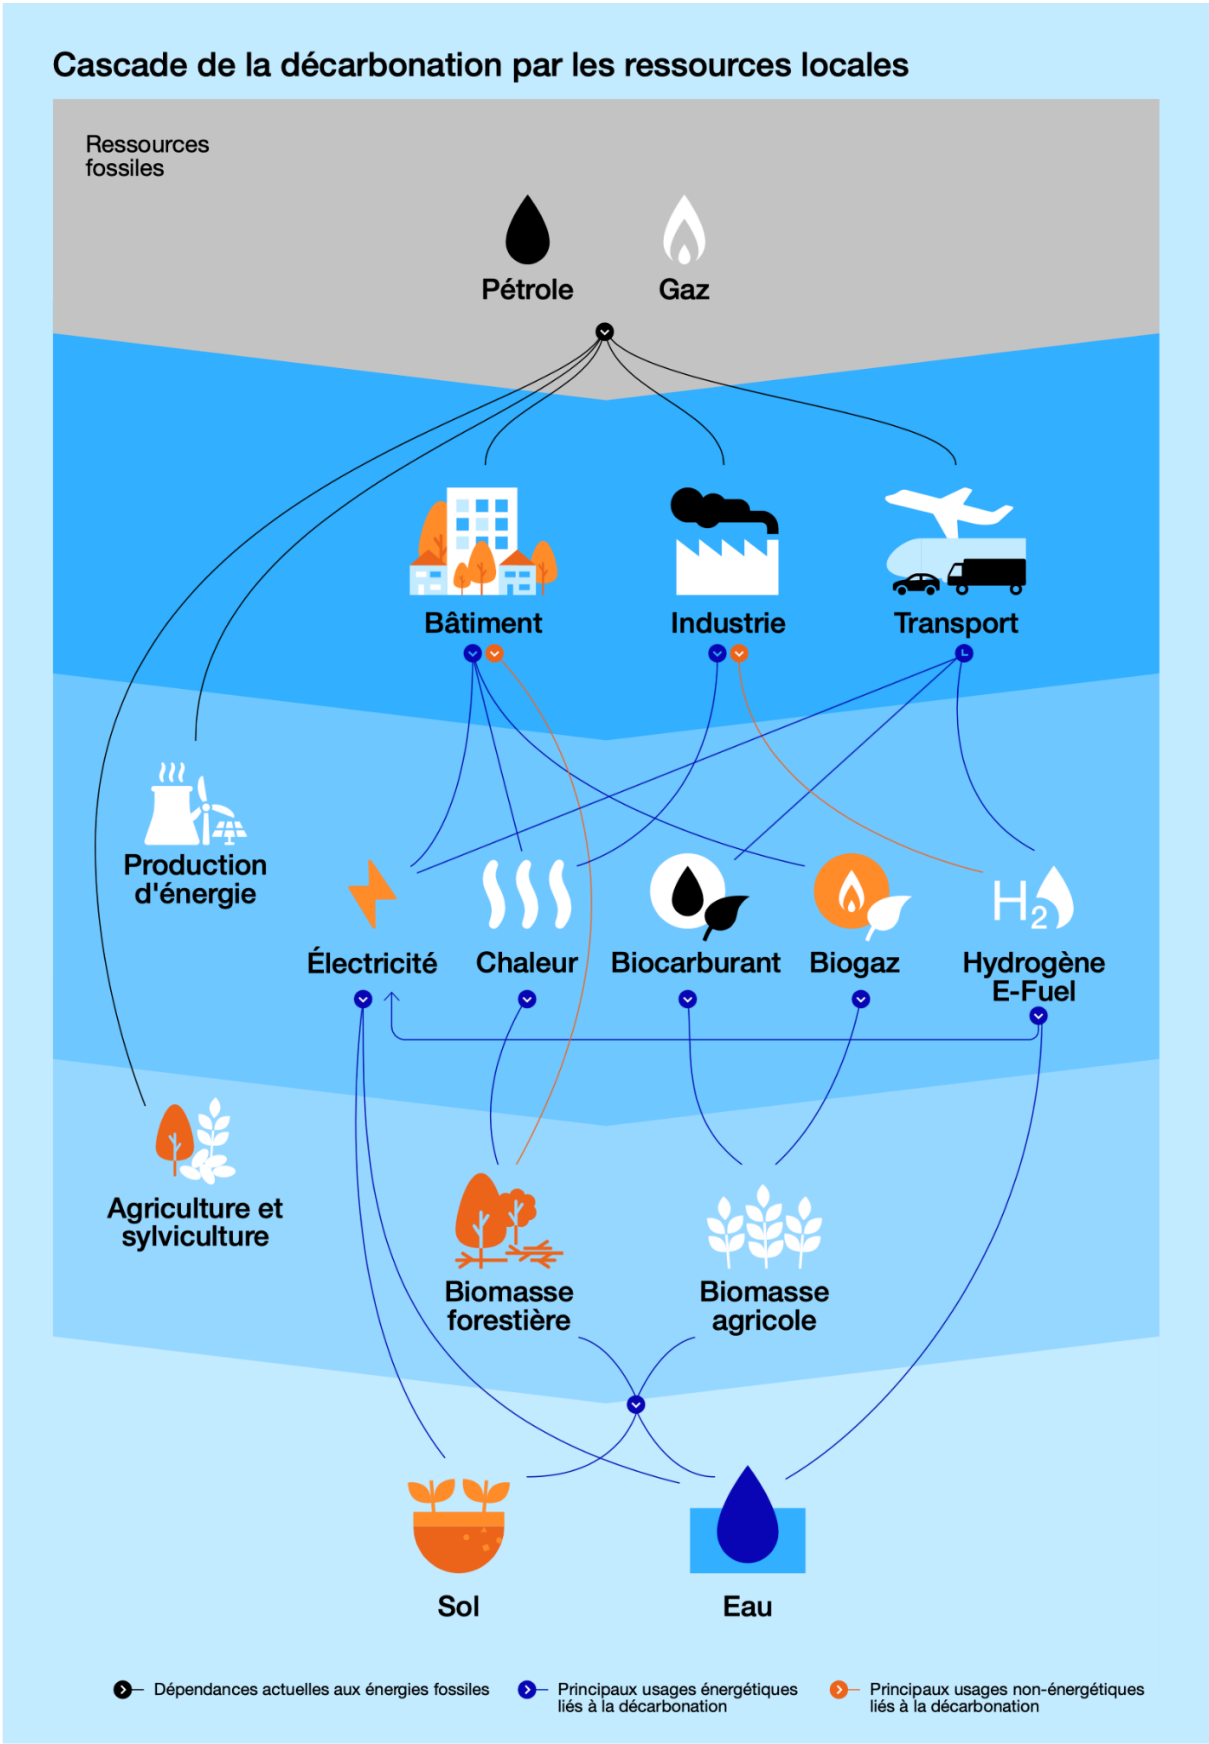 Cascade de la décarbonation par les ressources locales
Ressources
fossiles
Pétrole
Gaz
Bâtiment
Industrie
Transport
Production
d'énergie
Électricité
Chaleur
Biocarburant
Biogaz
H2
Hydrogène
E-Fuel
Agriculture et
sylviculture
Biomasse
forestière
Biomasse
agricole
Sol
Eau
Dépendances actuelles aux énergies fossiles
Principaux usages énergétiques
liés à la décarbonation
Principaux usages non-énergétiques
liés à la décarbonation